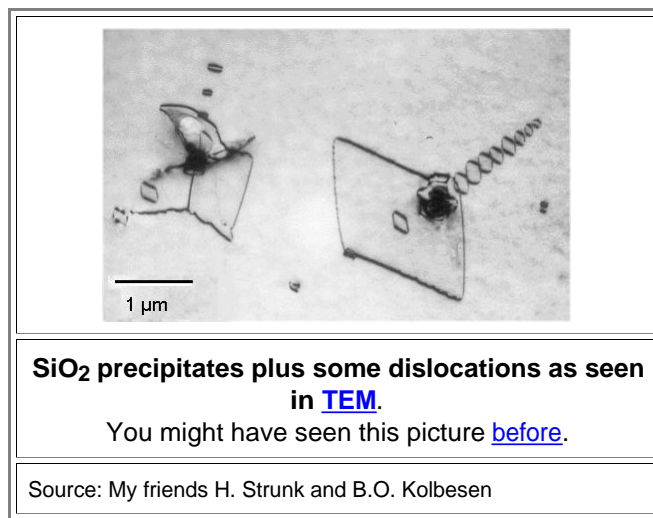 1 µm
SiO2 precipitates plus some dislocations as seen
in TEM.
You might have seen this picture before.
Source: My friends H. Strunk and B.O. Kolbesen